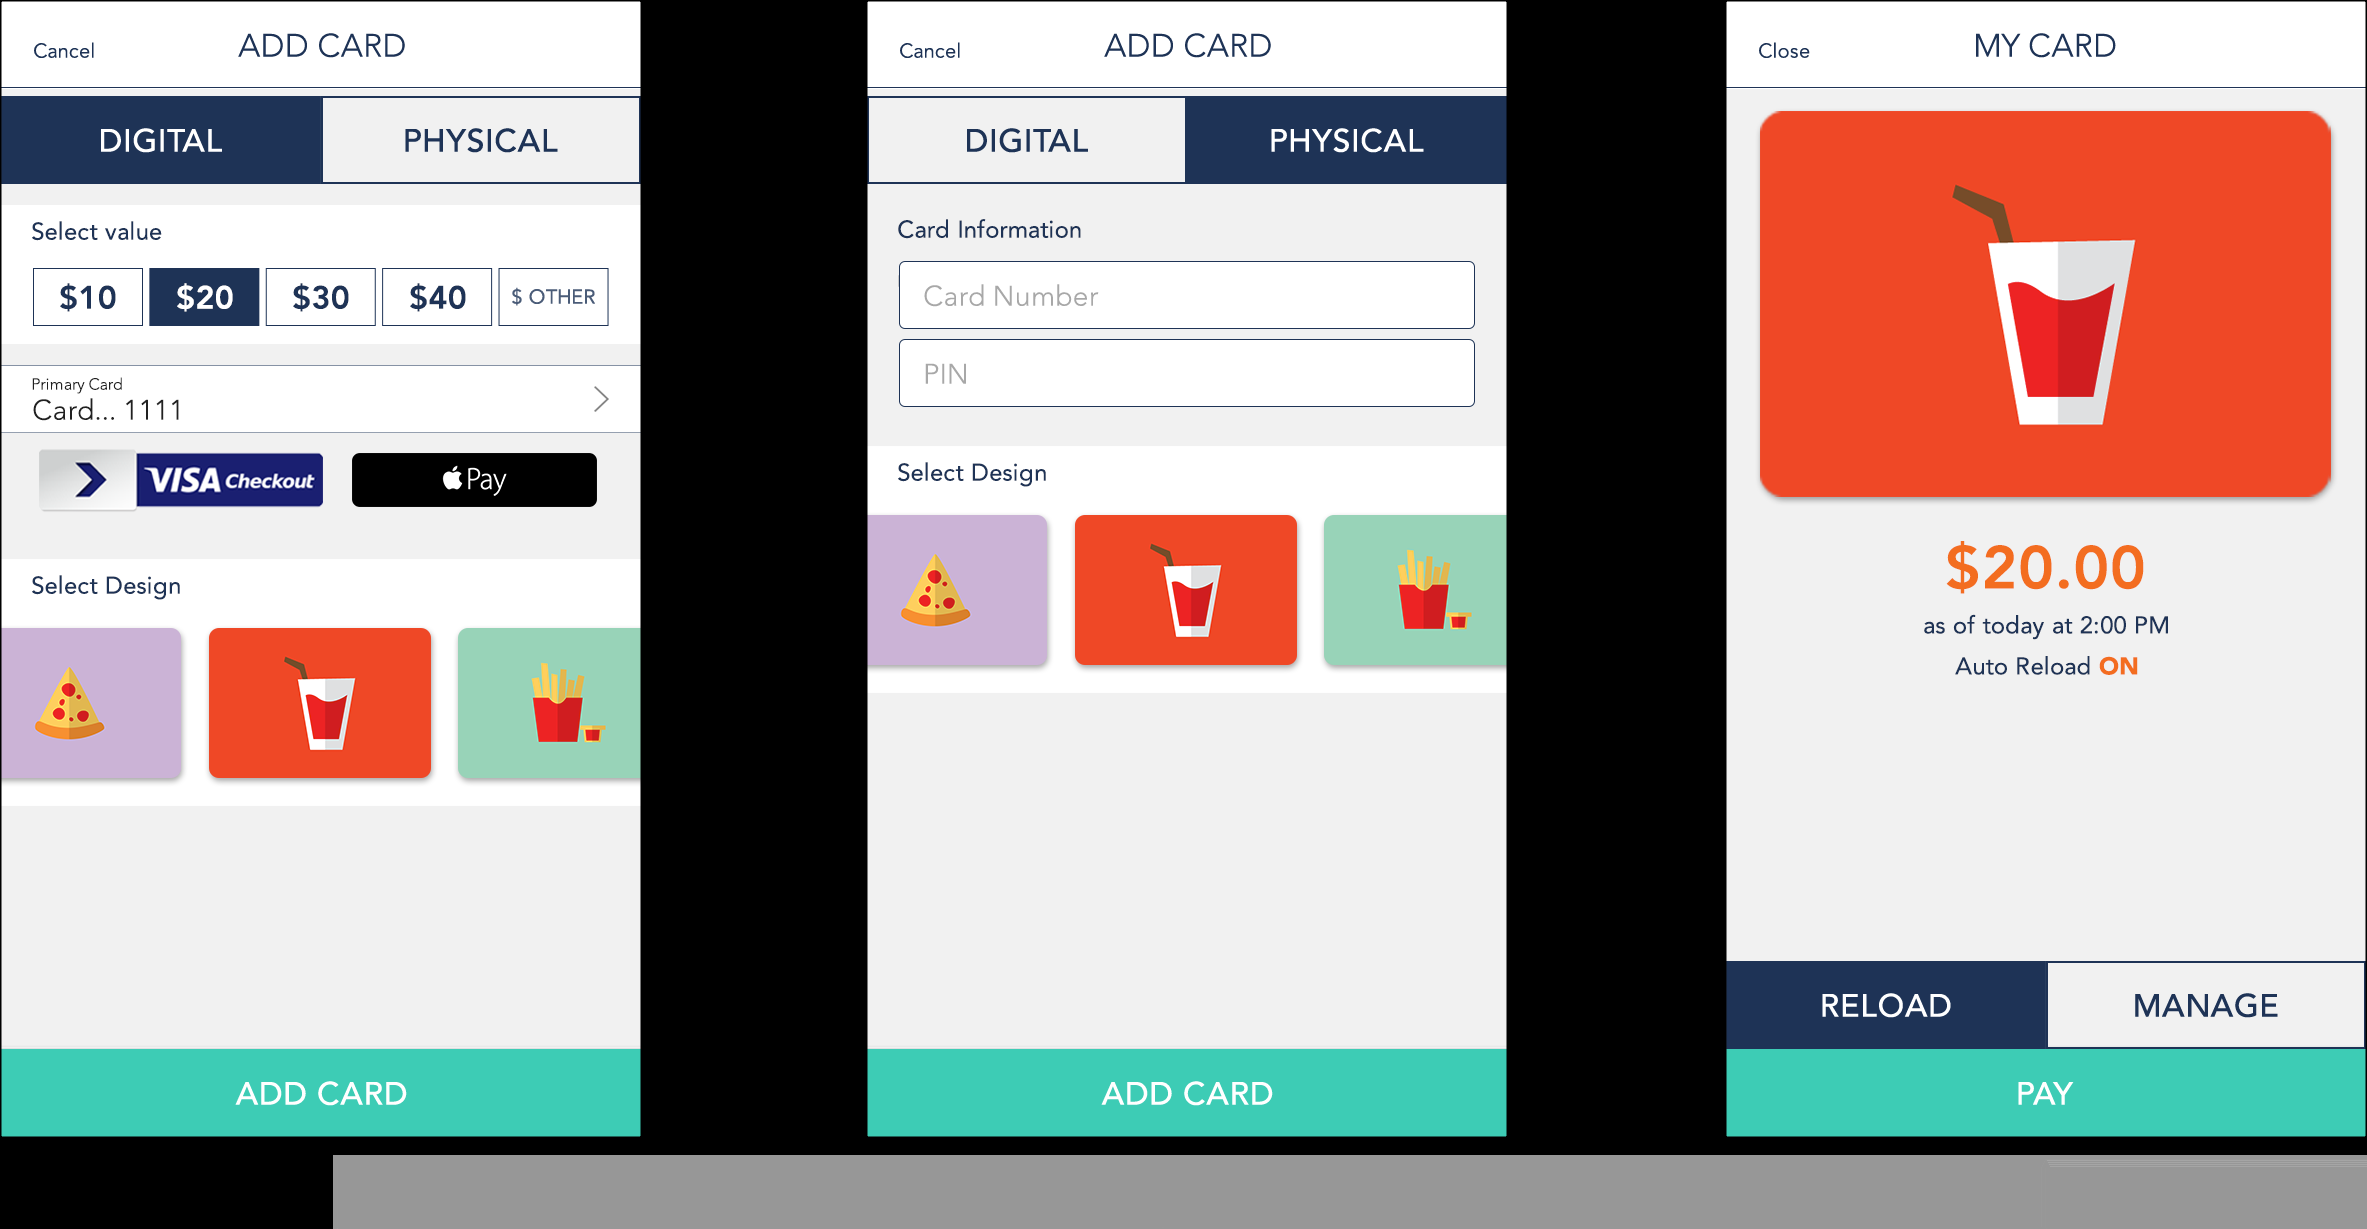 Cancel
ADD CARD
DIGITAL
PHYSICAL
Select value
$10
$20
$30
$40
$ OTHER
Primary Card
Card... 1111
VISA Checkout
Pay
Select Design
ADD CARD
Cancel
ADD CARD
DIGITAL
PHYSICAL
Card Information
Card Number
PIN
Select Design
ADD CARD
Close
MY CARD
$20.00
as of today at 2:00 PM
Auto Reload ON
RELOAD
MANAGE
PAY